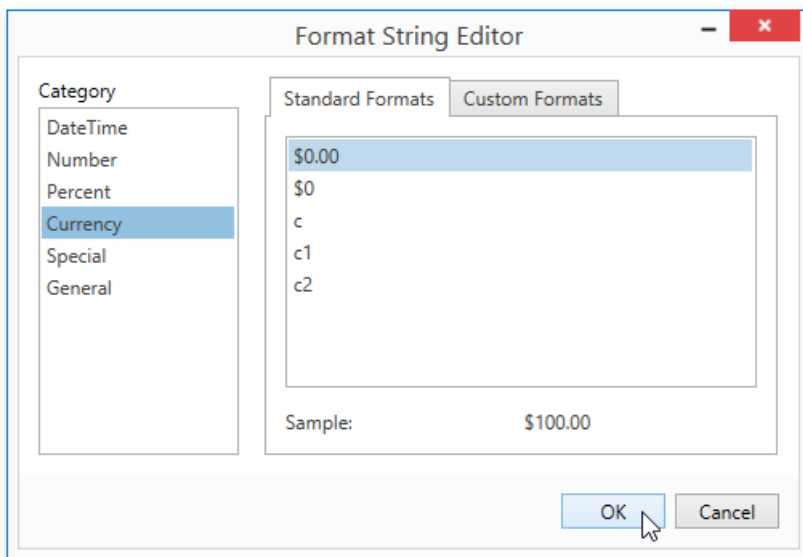 Format String Editor
Category
DateTime
Number
Percent
Currency
Special
General
Standard Formats
Custom Formats
$0.00
$0
c
c1
c2
Sample: $100.00
OK
Cancel